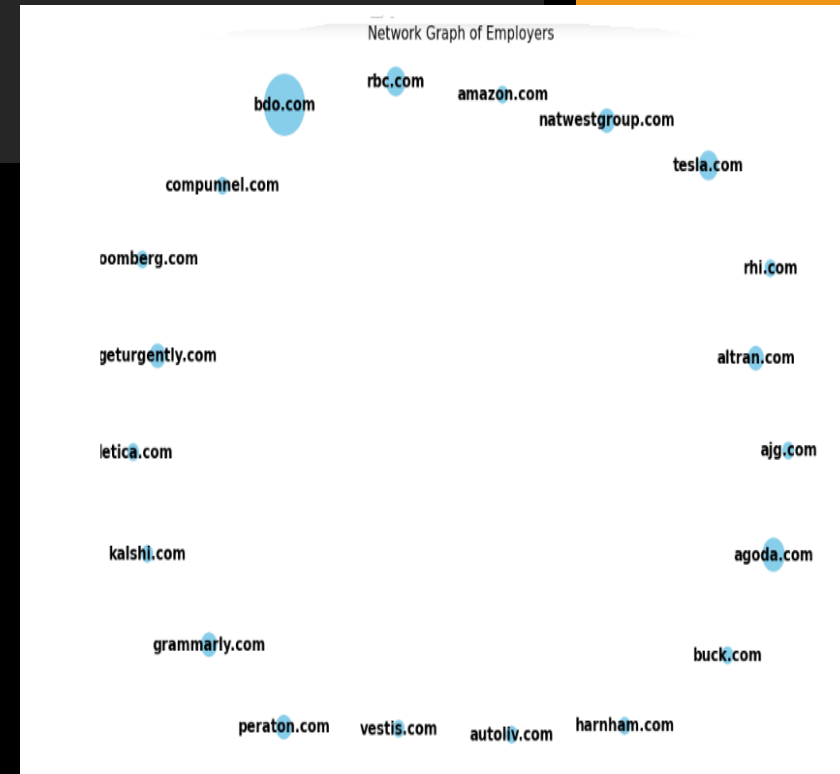 Network Graph of Employers
rbc.com
amazon.com
bdo.com
natwestgroup.com
tesla.com
compunnel.com
oomberg.com
rhi.com
geturgently.com
altran.com
letica.com
ajg.com
kalshi.com
agoda.com
grammarly.com
buck.com
peraton.com
vestis.com
autoliv.com
harnham.com